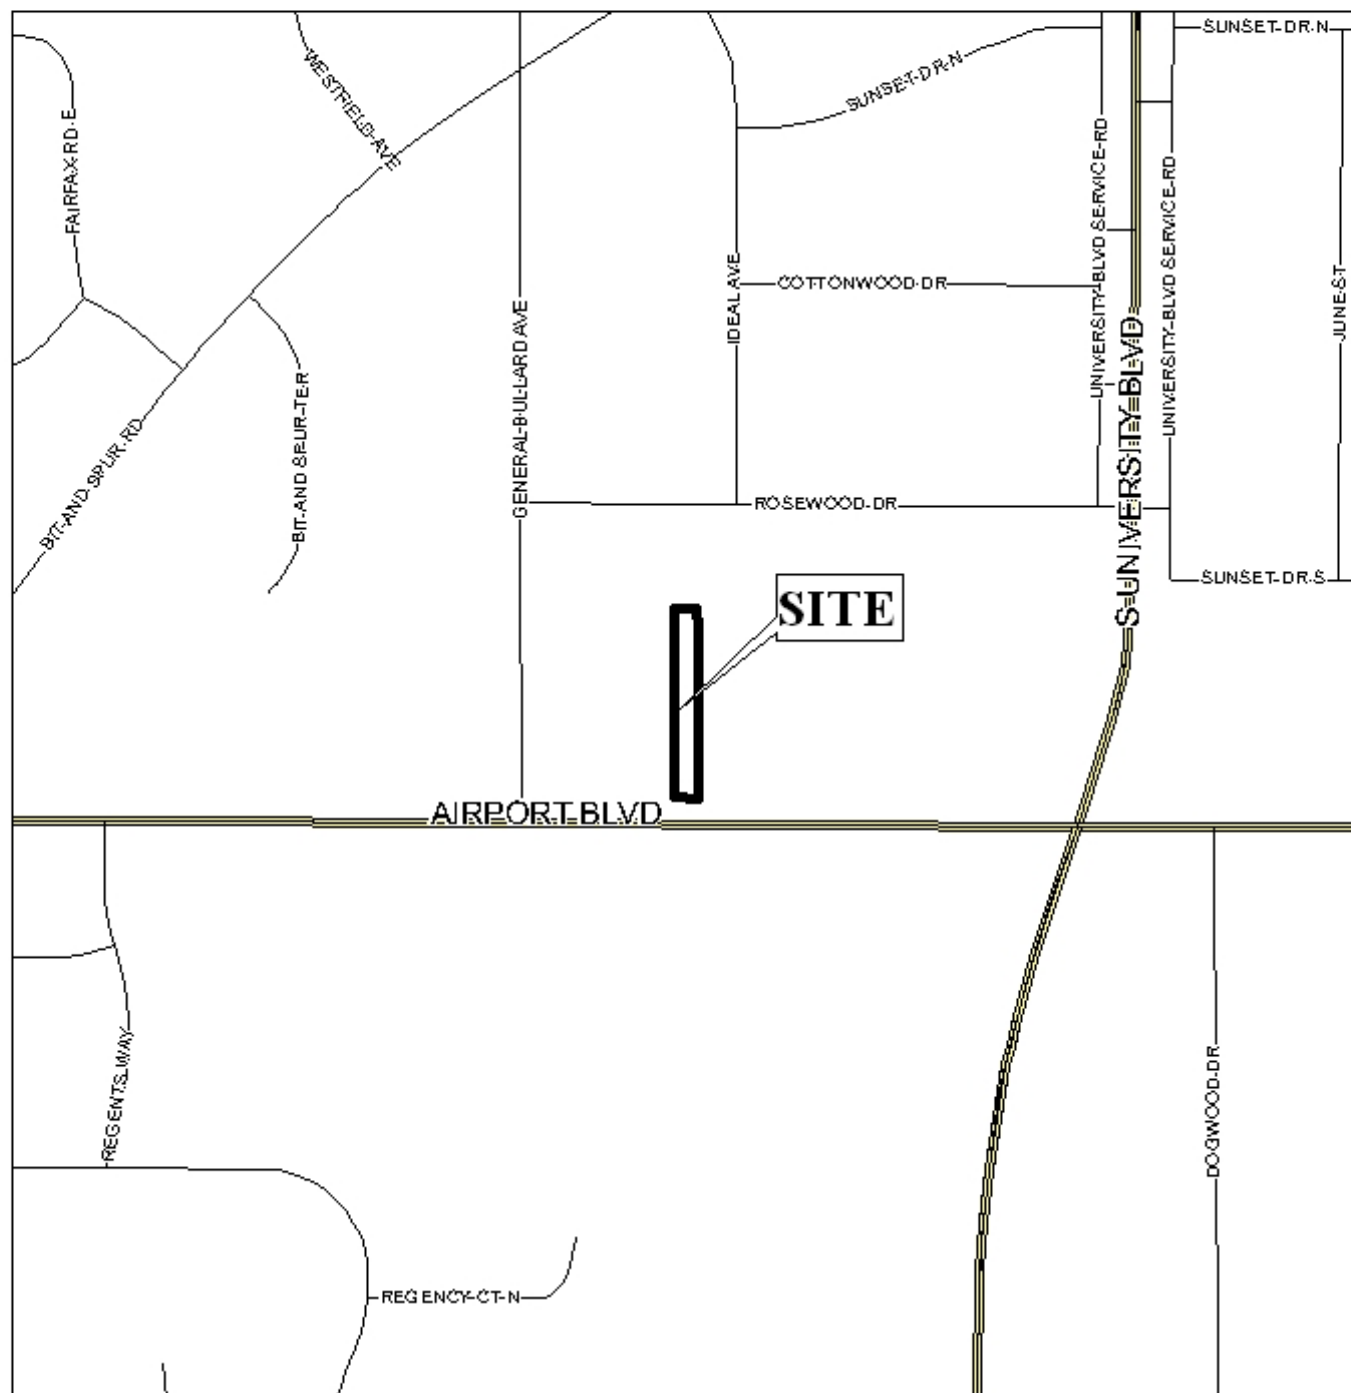 SUNSET DR N
WESTFIELD AVE
SUNSET DR N
FAIRFAX RD E
UNIVERSITY BLVD SERVICE RD
UNIVERSITY BLVD SERVICE RD
IDEAL AVE
COTTONWOOD DR
JUNE ST
GENERAL BULLARD AVE
S UNIVERSITY BLVD
BIT AND SPUR RD
BIT AND SPUR TER
ROSEWOOD DR
SUNSET DR S
SITE
AIRPORT BLVD
REGENTS WAY
DOGWOOD DR
REGENCY CT N